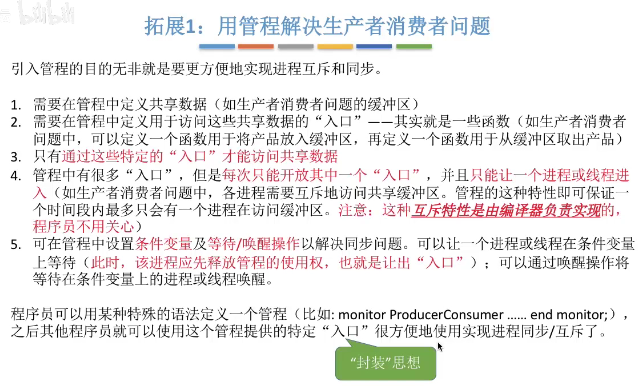 bilibili
拓展1：用管程解决生产者消费者问题
引入管程的目的无非就是要更方便地实现进程互斥和同步。
1. 需要在管程中定义共享数据（如生产者消费者问题的缓冲区）
2. 需要在管程中定义用于访问这些共享数据的“入口”——其实就是一些函数（如生产者消费者
问题中，可以定义一个函数用于将产品放入缓冲区，再定义一个函数用于从缓冲区取出产品）
3. 只有通过这些特定的“入口”才能访问共享数据
4. 管程中有很多“入口”，但是每次只能开放其中一个“入口”，并且只能让一个进程或线程进
入（如生产者消费者问题中，各进程需要互斥地访问共享缓冲区。管程的这种特性即可保证一
个时间段内最多只会有一个进程在访问缓冲区。注意：这种互斥特性是由编译器负责实现的，
程序员不用关心）
5. 可在管程中设置条件变量及等待/唤醒操作以解决同步问题。可以让一个进程或线程在条件变量
上等待（此时，该进程应先释放管程的使用权，也就是让出“入口”）；可以通过唤醒操作将
等待在条件变量上的进程或线程唤醒。
程序员可以用某种特殊的语法定义一个管程（比如: monitor ProducerConsumer …… end monitor;），
之后其他程序员就可以使用这个管程提供的特定“入口”很方便地使用实现进程同步/互斥了。
“封装”思想